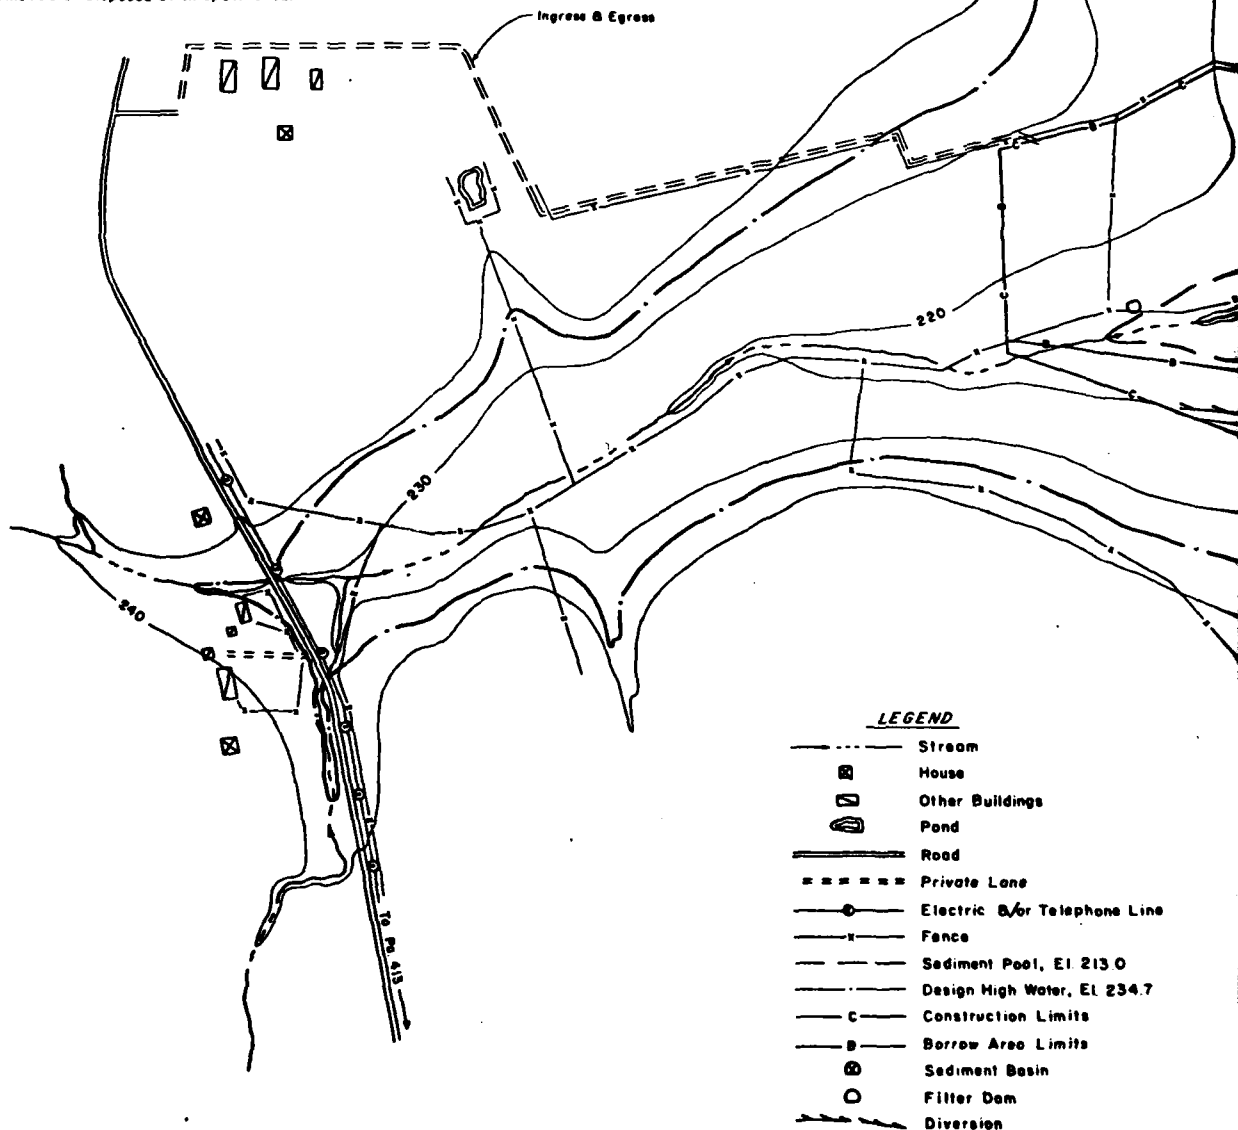 Ingress & Egress
220
230
240
To Pa. 413
LEGEND
Stream
House
Other Buildings
Pond
Road
Private Lane
Electric &/or Telephone Line
x Fence
Sediment Pool, El. 213.0
Design High Water, El. 234.7
C Construction Limits
B Borrow Area Limits
Sediment Basin
Filter Dam
Diversion